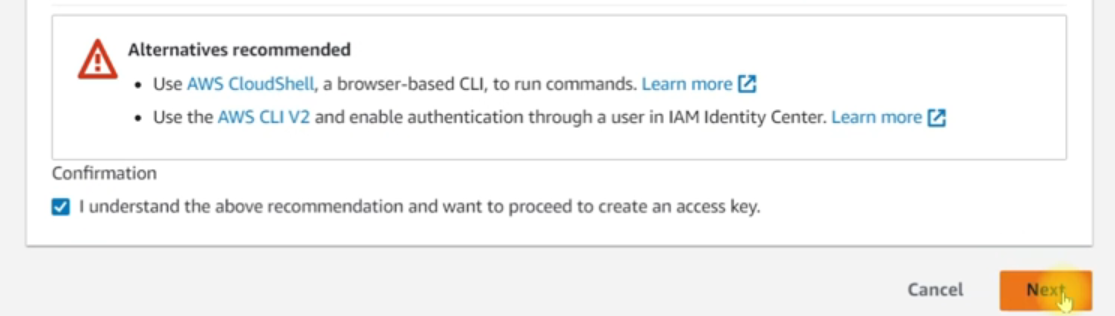 Alternatives recommended
• Use AWS CloudShell, a browser-based CLI, to run commands. Learn more
• Use the AWS CLI V2 and enable authentication through a user in IAM Identity Center. Learn more
Confirmation
I understand the above recommendation and want to proceed to create an access key.
Cancel
Next